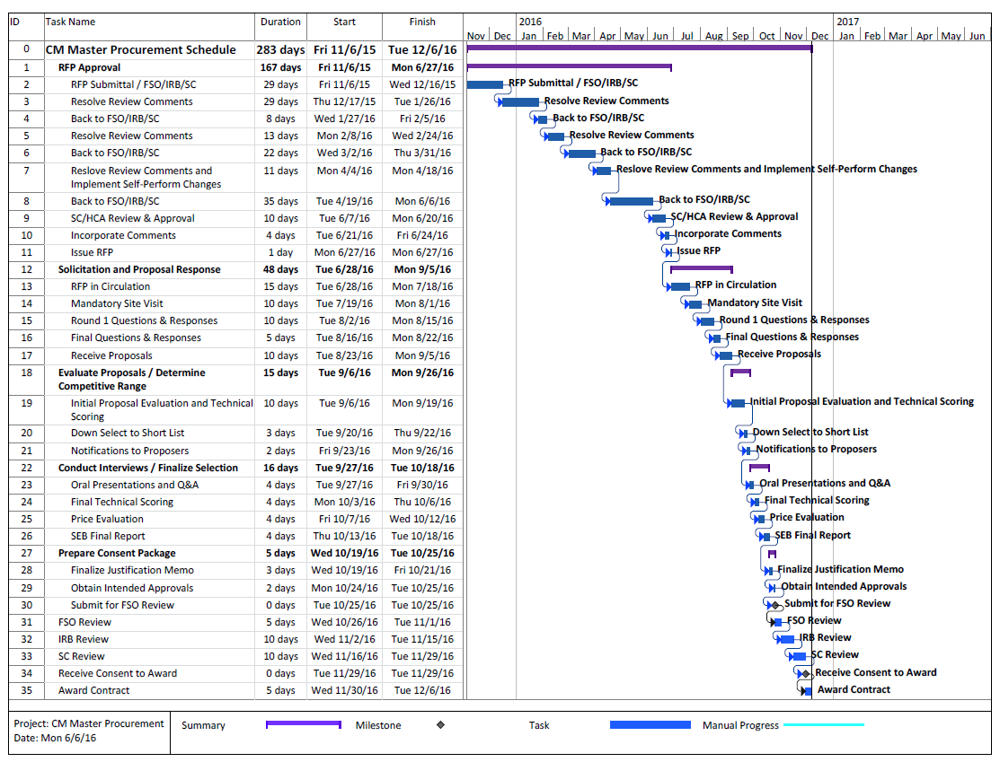 ID Task Name Duration Start Finish 2016 2017
Nov Dec Jan Feb Mar Apr May Jun Jul Aug Sep Oct Nov Dec Jan Feb Mar Apr May Jun
0 CM Master Procurement Schedule 283 days Fri 11/6/15 Tue 12/6/16
1 RFP Approval 167 days Fri 11/6/15 Mon 6/27/16
2 RFP Submittal / FSO/IRB/SC 29 days Fri 11/6/15 Wed 12/16/15 RFP Submittal / FSO/IRB/SC
3 Resolve Review Comments 29 days Thu 12/17/15 Tue 1/26/16 Resolve Review Comments
4 Back to FSO/IRB/SC 8 days Wed 1/27/16 Fri 2/5/16 Back to FSO/IRB/SC
5 Resolve Review Comments 13 days Mon 2/8/16 Wed 2/24/16 Resolve Review Comments
6 Back to FSO/IRB/SC 22 days Wed 3/2/16 Thu 3/31/16 Back to FSO/IRB/SC
7 Reslove Review Comments and 11 days Mon 4/4/16 Mon 4/18/16 Reslove Review Comments and Implement Self-Perform Changes
Implement Self-Perform Changes
8 Back to FSO/IRB/SC 35 days Tue 4/19/16 Mon 6/6/16 Back to FSO/IRB/SC
9 SC/HCA Review & Approval 10 days Tue 6/7/16 Mon 6/20/16 SC/HCA Review & Approval
10 Incorporate Comments 4 days Tue 6/21/16 Fri 6/24/16 Incorporate Comments
11 Issue RFP 1 day Mon 6/27/16 Mon 6/27/16 Issue RFP
12 Solicitation and Proposal Response 48 days Tue 6/28/16 Mon 9/5/16
13 RFP in Circulation 15 days Tue 6/28/16 Mon 7/18/16 RFP in Circulation
14 Mandatory Site Visit 10 days Tue 7/19/16 Mon 8/1/16 Mandatory Site Visit
15 Round 1 Questions & Responses 10 days Tue 8/2/16 Mon 8/15/16 Round 1 Questions & Responses
16 Final Questions & Responses 5 days Tue 8/16/16 Mon 8/22/16 Final Questions & Responses
17 Receive Proposals 10 days Tue 8/23/16 Mon 9/5/16 Receive Proposals
18 Evaluate Proposals / Determine 15 days Tue 9/6/16 Mon 9/26/16
Competitive Range
19 Initial Proposal Evaluation and Technical 10 days Tue 9/6/16 Mon 9/19/16 Initial Proposal Evaluation and Technical Scoring
Scoring
20 Down Select to Short List 3 days Tue 9/20/16 Thu 9/22/16 Down Select to Short List
21 Notifications to Proposers 2 days Fri 9/23/16 Mon 9/26/16 Notifications to Proposers
22 Conduct Interviews / Finalize Selection 16 days Tue 9/27/16 Tue 10/18/16
23 Oral Presentations and Q&A 4 days Tue 9/27/16 Fri 9/30/16 Oral Presentations and Q&A
24 Final Technical Scoring 4 days Mon 10/3/16 Thu 10/6/16 Final Technical Scoring
25 Price Evaluation 4 days Fri 10/7/16 Wed 10/12/16 Price Evaluation
26 SEB Final Report 4 days Thu 10/13/16 Tue 10/18/16 SEB Final Report
27 Prepare Consent Package 5 days Wed 10/19/16 Tue 10/25/16
28 Finalize Justification Memo 3 days Wed 10/19/16 Fri 10/21/16 Finalize Justification Memo
29 Obtain Intended Approvals 2 days Mon 10/24/16 Tue 10/25/16 Obtain Intended Approvals
30 Submit for FSO Review 0 days Tue 10/25/16 Tue 10/25/16 Submit for FSO Review
31 FSO Review 5 days Wed 10/26/16 Tue 11/1/16 FSO Review
32 IRB Review 10 days Wed 11/2/16 Tue 11/15/16 IRB Review
33 SC Review 10 days Wed 11/16/16 Tue 11/29/16 SC Review
34 Receive Consent to Award 0 days Tue 11/29/16 Tue 11/29/16 Receive Consent to Award
35 Award Contract 5 days Wed 11/30/16 Tue 12/6/16 Award Contract
Project: CM Master Procurement Summary Milestone Task Manual Progress
Date: Mon 6/6/16